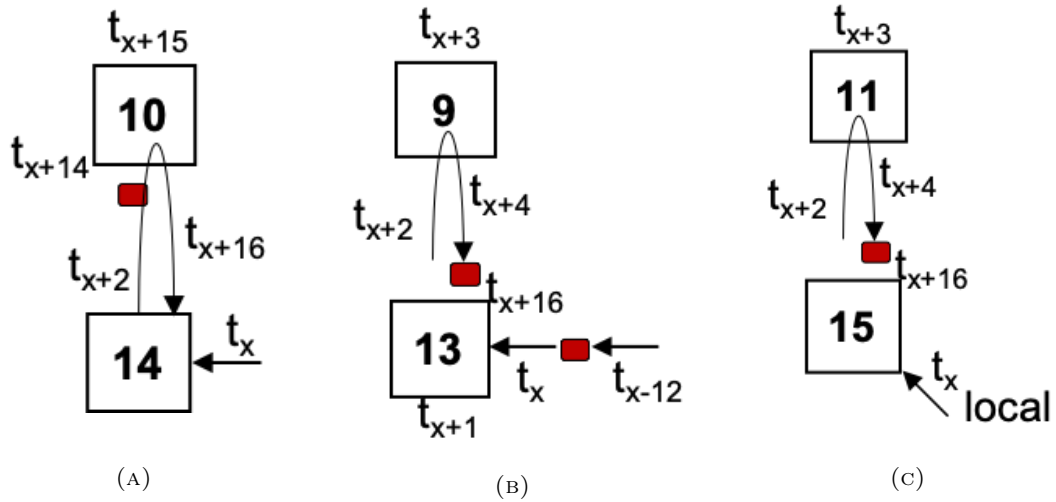 t_{x+15}
10
t_{x+14}
t_{x+2}
t_{x+16}
14
t_x
(A)
t_{x+3}
9
t_{x+2}
t_{x+4}
t_{x+16}
13
t_x
t_{x-12}
t_{x+1}
(B)
t_{x+3}
11
t_{x+2}
t_{x+4}
t_{x+16}
15
t_x
local
(C)